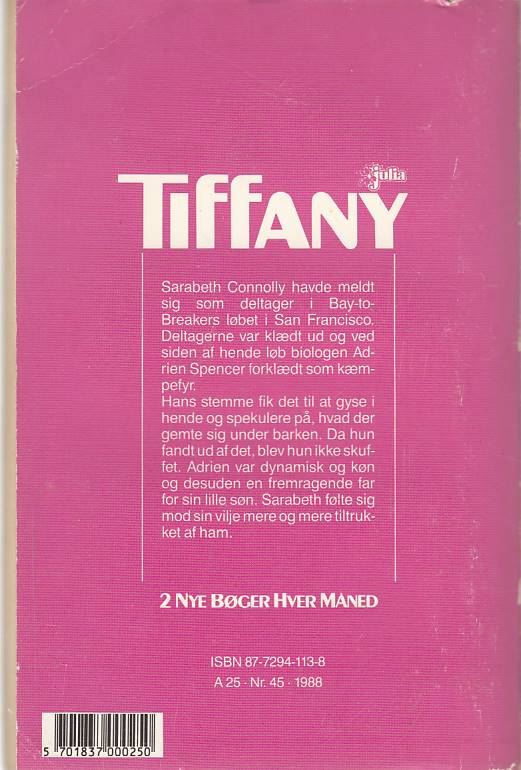 julia
TIFFANY
Sarabeth Connolly havde meldt
sig som deltager i Bay-to-
Breakers løbet i San Francisco.
Deltagerne var klædt ud og ved
siden af hende løb biologen Ad-
rien Spencer forklædt som kæm-
pefyr.
Hans stemme fik det til at gyse i
hende og spekulere på, hvad der
gemte sig under barken. Da hun
fandt ud af det, blev hun ikke skuf-
fet. Adrien var dynamisk og køn
og desuden en fremragende far
for sin lille søn. Sarabeth følte sig
mod sin vilje mere og mere tiltruk-
ket af ham.
2 NYE BØGER HVER MÅNED
ISBN 87-7294-113-8
A 25 · Nr. 45 · 1988
5 701837 000250